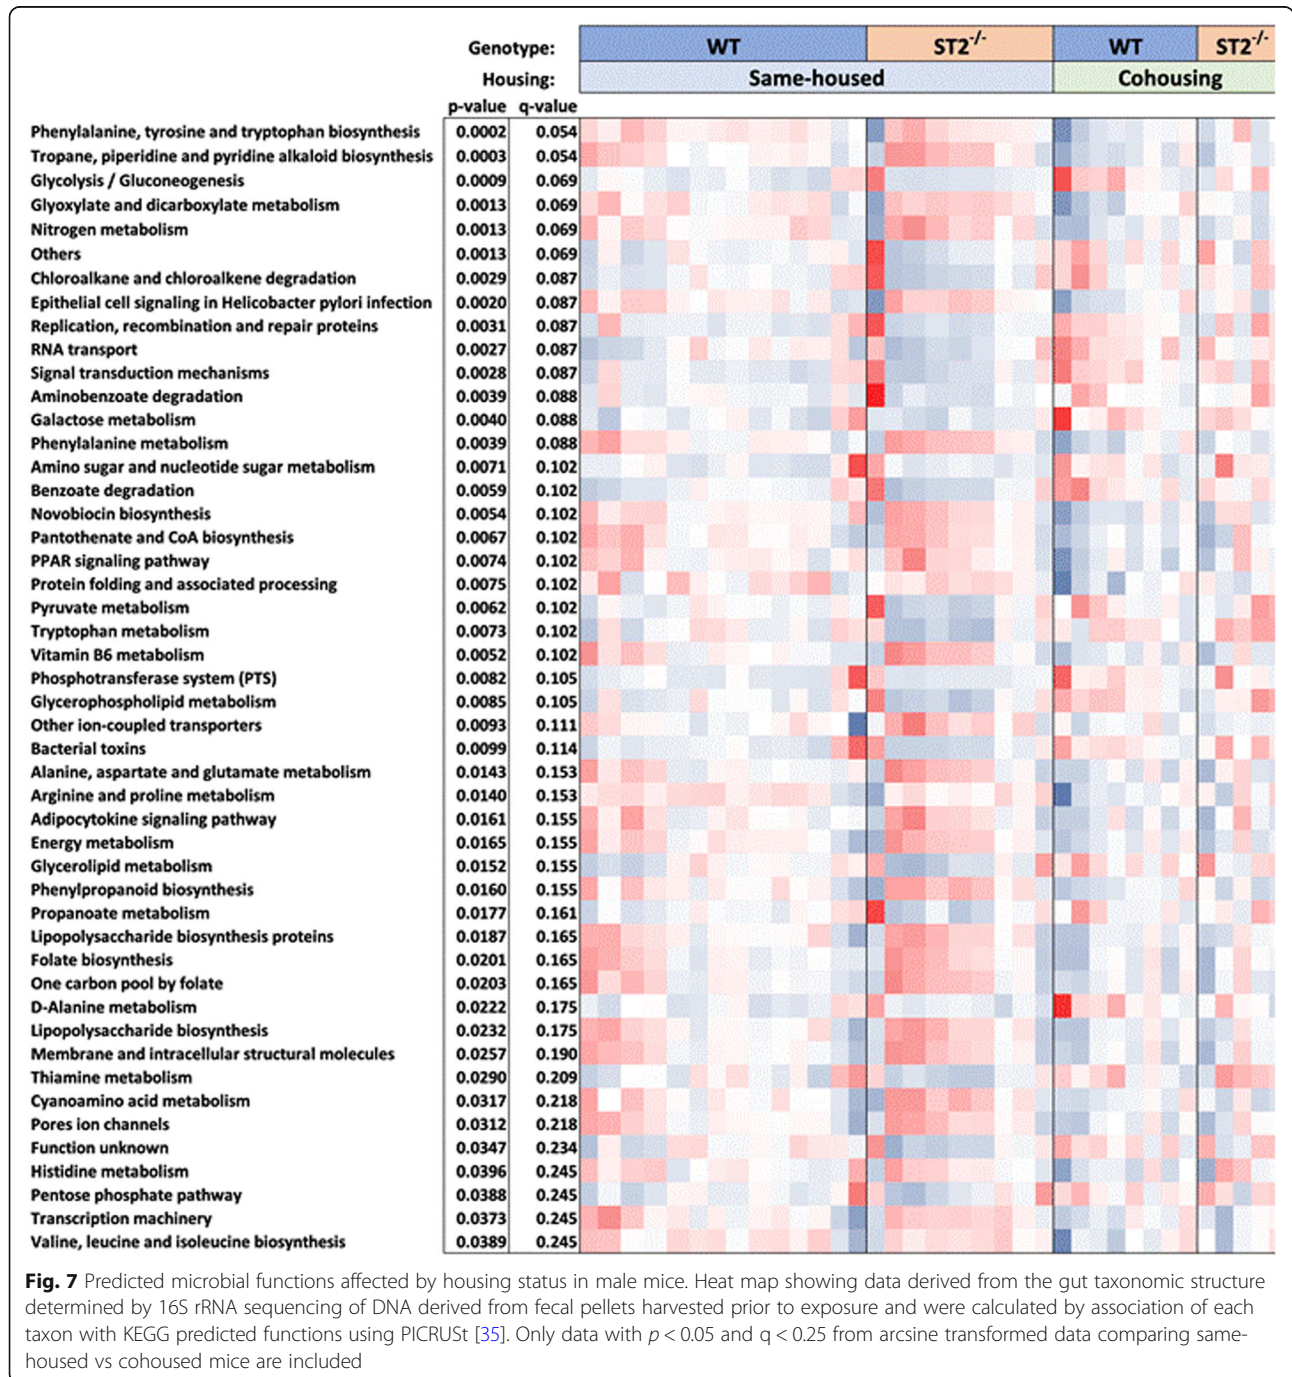 Genotype: WT ST2-/- WT ST2-/-
Housing: Same-housed Cohousing
p-value q-value
Phenylalanine, tyrosine and tryptophan biosynthesis 0.0002 0.054
Tropane, piperidine and pyridine alkaloid biosynthesis 0.0003 0.054
Glycolysis / Gluconeogenesis 0.0009 0.069
Glyoxylate and dicarboxylate metabolism 0.0013 0.069
Nitrogen metabolism 0.0013 0.069
Others 0.0013 0.069
Chloroalkane and chloroalkene degradation 0.0029 0.087
Epithelial cell signaling in Helicobacter pylori infection 0.0020 0.087
Replication, recombination and repair proteins 0.0031 0.087
RNA transport 0.0027 0.087
Signal transduction mechanisms 0.0028 0.087
Aminobenzoate degradation 0.0039 0.088
Galactose metabolism 0.0040 0.088
Phenylalanine metabolism 0.0039 0.088
Amino sugar and nucleotide sugar metabolism 0.0071 0.102
Benzoate degradation 0.0059 0.102
Novobiocin biosynthesis 0.0054 0.102
Pantothenate and CoA biosynthesis 0.0067 0.102
PPAR signaling pathway 0.0074 0.102
Protein folding and associated processing 0.0075 0.102
Pyruvate metabolism 0.0062 0.102
Tryptophan metabolism 0.0073 0.102
Vitamin B6 metabolism 0.0052 0.102
Phosphotransferase system (PTS) 0.0082 0.105
Glycerophospholipid metabolism 0.0085 0.105
Other ion-coupled transporters 0.0093 0.111
Bacterial toxins 0.0099 0.114
Alanine, aspartate and glutamate metabolism 0.0143 0.153
Arginine and proline metabolism 0.0140 0.153
Adipocytokine signaling pathway 0.0161 0.155
Energy metabolism 0.0165 0.155
Glycerolipid metabolism 0.0152 0.155
Phenylpropanoid biosynthesis 0.0160 0.155
Propanoate metabolism 0.0177 0.161
Lipopolysaccharide biosynthesis proteins 0.0187 0.165
Folate biosynthesis 0.0201 0.165
One carbon pool by folate 0.0203 0.165
D-Alanine metabolism 0.0222 0.175
Lipopolysaccharide biosynthesis 0.0232 0.175
Membrane and intracellular structural molecules 0.0257 0.190
Thiamine metabolism 0.0290 0.209
Cyanoamino acid metabolism 0.0317 0.218
Pores ion channels 0.0312 0.218
Function unknown 0.0347 0.234
Histidine metabolism 0.0396 0.245
Pentose phosphate pathway 0.0388 0.245
Transcription machinery 0.0373 0.245
Valine, leucine and isoleucine biosynthesis 0.0389 0.245
Fig. 7 Predicted microbial functions affected by housing status in male mice. Heat map showing data derived from the gut taxonomic structure
determined by 16S rRNA sequencing of DNA derived from fecal pellets harvested prior to exposure and were calculated by association of each
taxon with KEGG predicted functions using PICRUSt [35]. Only data with p < 0.05 and q < 0.25 from arcsine transformed data comparing same-
housed vs cohoused mice are included